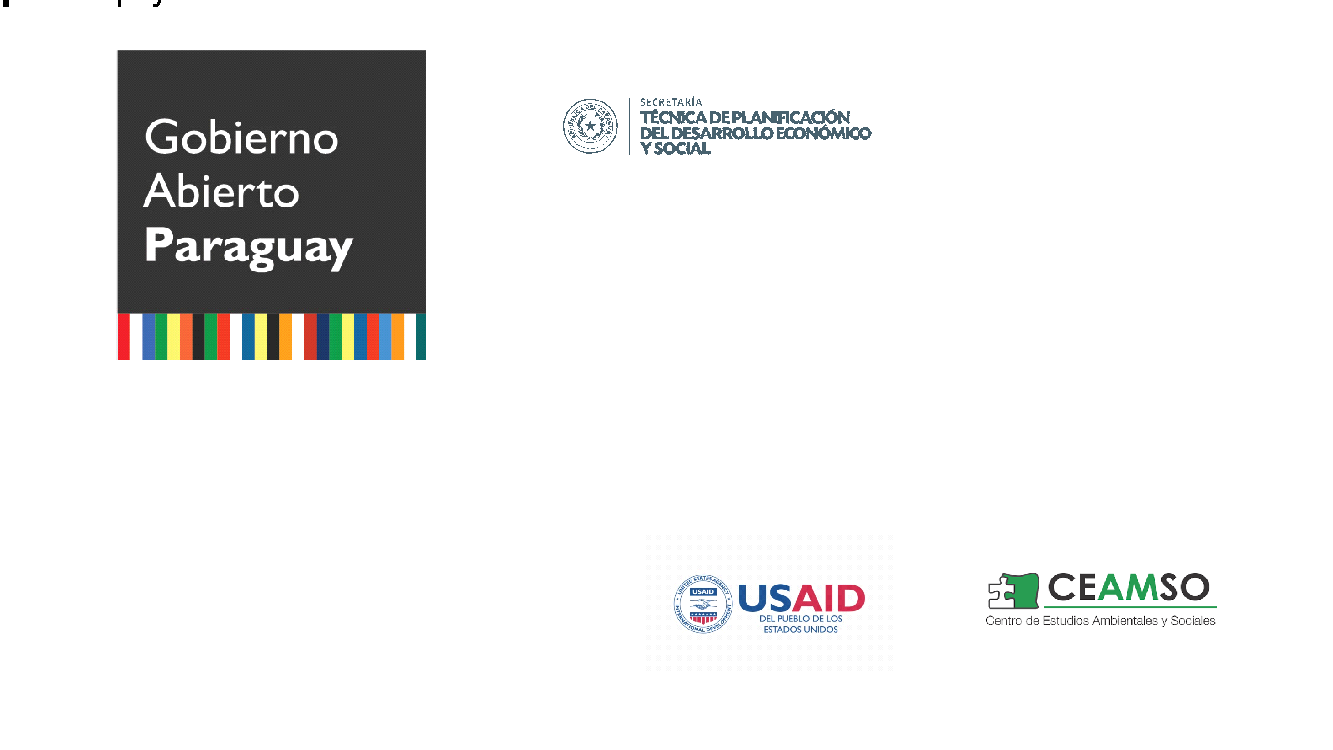 Gobierno
Abierto
Paraguay
SECRETARÍA
TÉCNICA DE PLANIFICACIÓN
DEL DESARROLLO ECONÓMICO
Y SOCIAL
USAID
USAID
DEL PUEBLO DE LOS
ESTADOS UNIDOS
CEAMSO
Centro de Estudios Ambientales y Sociales